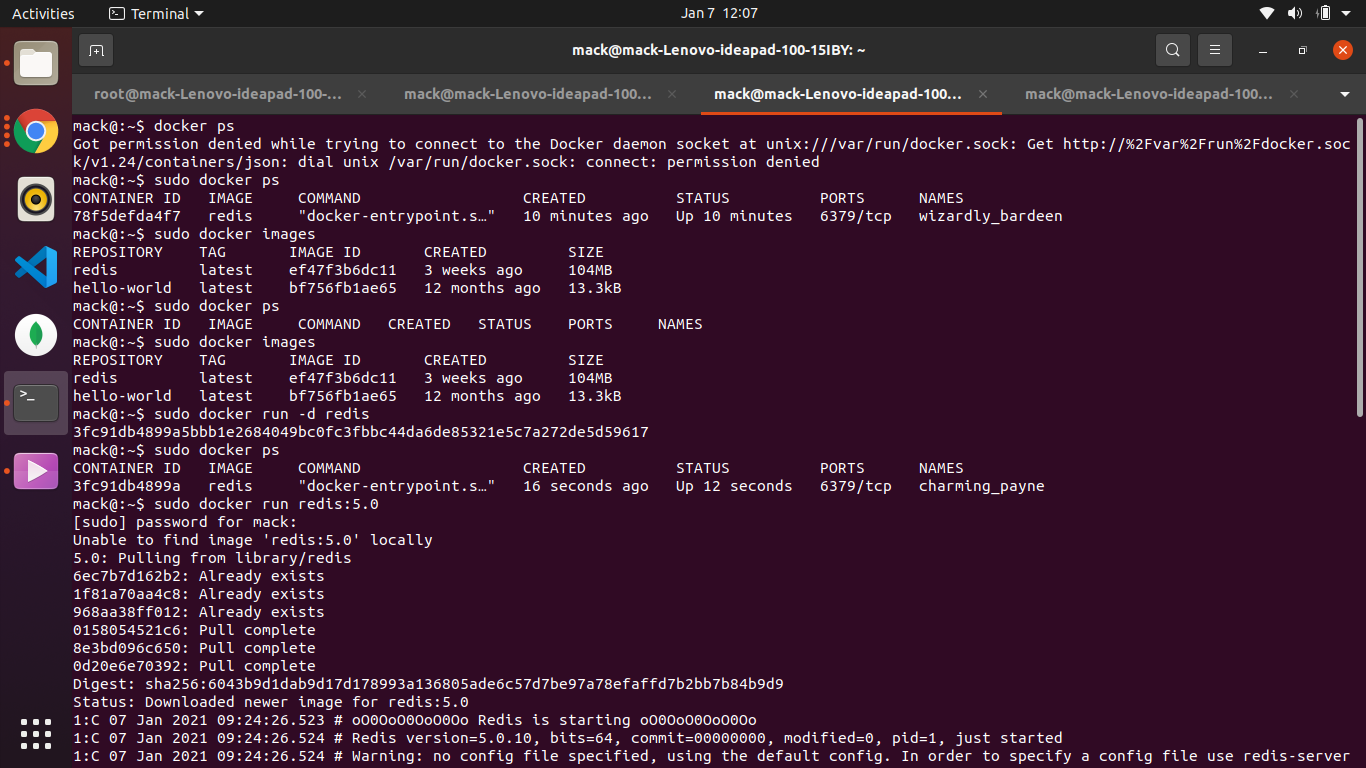 Activities
Terminal
Jan 7 12:07
mack@mack-Lenovo-ideapad-100-15IBY: ~
root@mack-Lenovo-ideapad-100-...
mack@mack-Lenovo-ideapad-100...
mack@mack-Lenovo-ideapad-100...
mack@mack-Lenovo-ideapad-100...
mack@:~$ docker ps
Got permission denied while trying to connect to the Docker daemon socket at unix:///var/run/docker.sock: Get http://%2Fvar%2Frun%2Fdocker.soc
k/v1.24/containers/json: dial unix /var/run/docker.sock: connect: permission denied
mack@:~$ sudo docker ps
CONTAINER ID   IMAGE     COMMAND                  CREATED          STATUS          PORTS      NAMES
78f5defda4f7   redis     "docker-entrypoint.s…"   10 minutes ago   Up 10 minutes   6379/tcp   wizardly_bardeen
mack@:~$ sudo docker images
REPOSITORY    TAG       IMAGE ID       CREATED         SIZE
redis         latest    ef47f3b6dc11   3 weeks ago     104MB
hello-world   latest    bf756fb1ae65   12 months ago   13.3kB
mack@:~$ sudo docker ps
CONTAINER ID   IMAGE     COMMAND   CREATED   STATUS    PORTS     NAMES
mack@:~$ sudo docker images
REPOSITORY    TAG       IMAGE ID       CREATED         SIZE
redis         latest    ef47f3b6dc11   3 weeks ago     104MB
hello-world   latest    bf756fb1ae65   12 months ago   13.3kB
mack@:~$ sudo docker run -d redis
3fc91db4899a5bbb1e2684049bc0fc3fbbc44da6de85321e5c7a272de5d59617
mack@:~$ sudo docker ps
CONTAINER ID   IMAGE     COMMAND                  CREATED          STATUS          PORTS      NAMES
3fc91db4899a   redis     "docker-entrypoint.s…"   16 seconds ago   Up 12 seconds   6379/tcp   charming_payne
mack@:~$ sudo docker run redis:5.0
[sudo] password for mack:
Unable to find image 'redis:5.0' locally
5.0: Pulling from library/redis
6ec7b7d162b2: Already exists
1f81a70aa4c8: Already exists
968aa38ff012: Already exists
0158054521c6: Pull complete
8e3bd096c650: Pull complete
0d20e6e70392: Pull complete
Digest: sha256:6043b9d1dab9d17d178993a136805ade6c57d7be97a78efaffd7b2bb7b84b9d9
Status: Downloaded newer image for redis:5.0
1:C 07 Jan 2021 09:24:26.523 # oO0OoO0OoO0Oo Redis is starting oO0OoO0OoO0Oo
1:C 07 Jan 2021 09:24:26.524 # Redis version=5.0.10, bits=64, commit=00000000, modified=0, pid=1, just started
1:C 07 Jan 2021 09:24:26.524 # Warning: no config file specified, using the default config. In order to specify a config file use redis-server